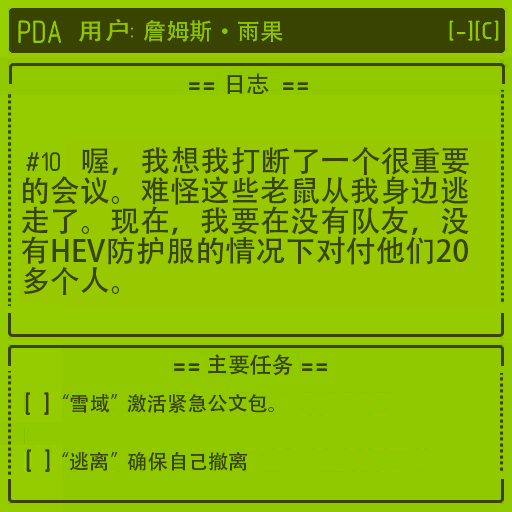 PDA 用户: 詹姆斯·雨果 [-][C]
== 日志 ==
#10 喔，我想我打断了一个很重要
的会议。难怪这些老鼠从我身边逃
走了。现在，我要在没有队友，没
有HEV防护服的情况下对付他们20
多个人。
== 主要任务 ==
[ ] “雪域”激活紧急公文包。
[ ] “逃离”确保自己撤离